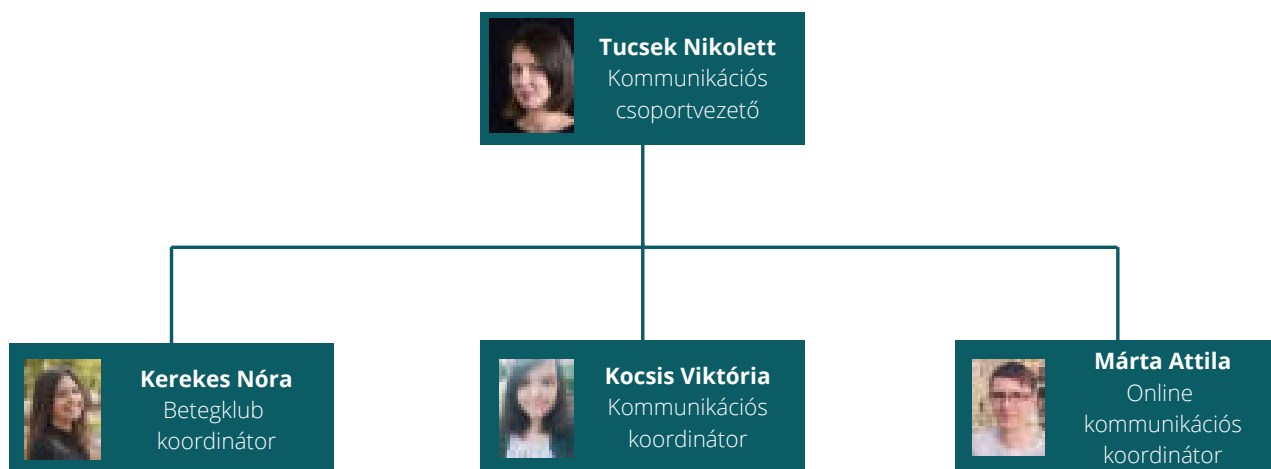 Tucsek Nikolett
Kommunikációs
csoportvezető
Kerekes Nóra
Betegklub
koordinátor
Kocsis Viktória
Kommunikációs
koordinátor
Márta Attila
Online
kommunikációs
koordinátor